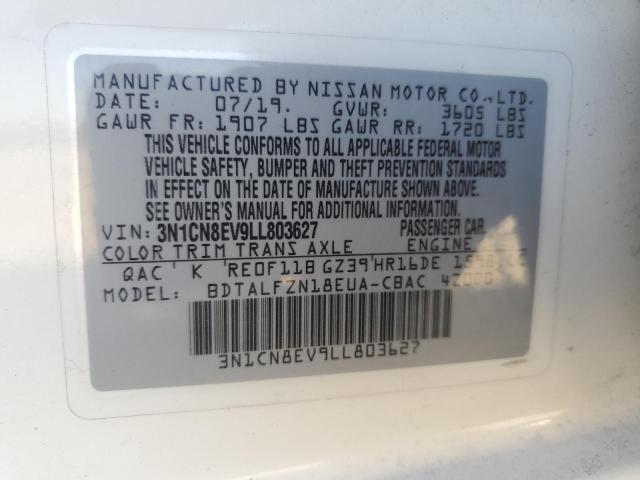 MANUFACTURED BY NISSAN MOTOR CO., LTD.
DATE: 07/19. GVWR: 3605 LBS
GAWR FR: 1907 LBS GAWR RR: 1720 LBS
THIS VEHICLE CONFORMS TO ALL APPLICABLE FEDERAL MOTOR
VEHICLE SAFETY, BUMPER AND THEFT PREVENTION STANDARDS
IN EFFECT ON THE DATE OF MANUFACTURE SHOWN ABOVE.
SEE OWNER'S MANUAL FOR ADDITIONAL INFORMATION.
VIN: 3N1CN8EV9LL803627 PASSENGER CAR.
COLOR TRIM TRANS AXLE ENGINE
QAC K RE0F11B GZ39 HR16DE 1598 CC
MODEL: BDTALFZN18EUA-CBAC 42000
3N1CN8EV9LL803627